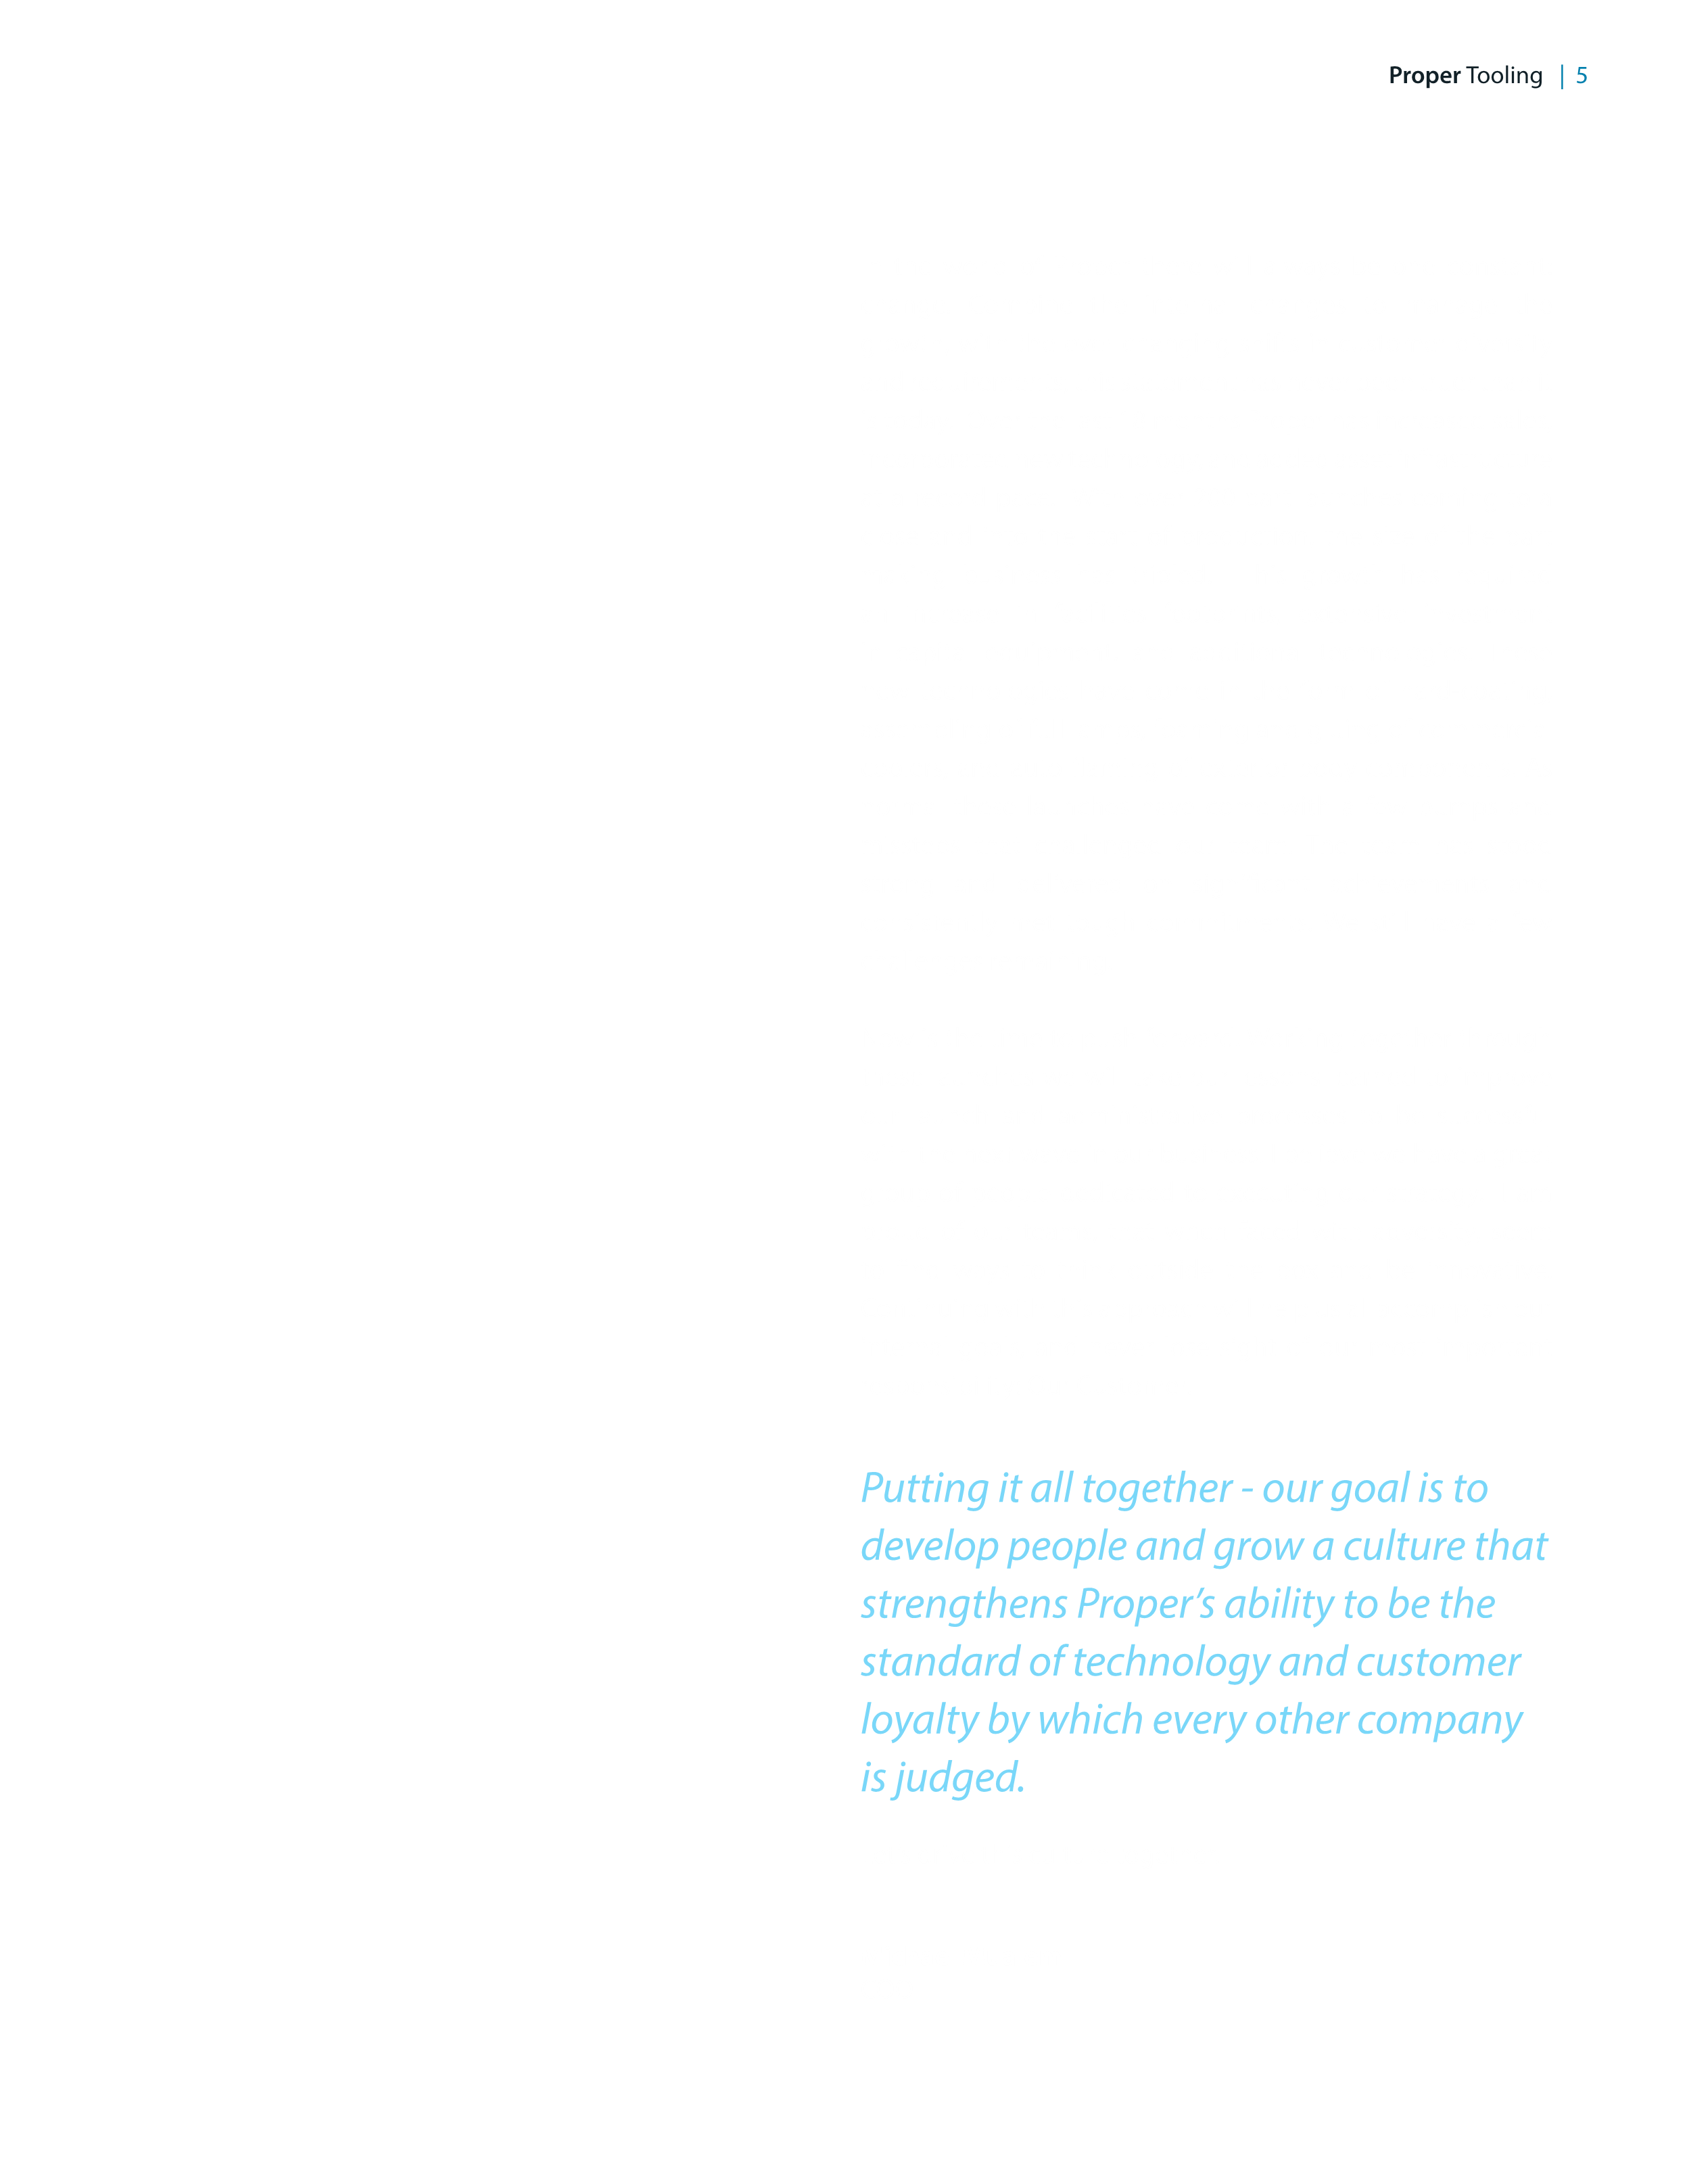 Proper Tooling | 5
Putting it all together - our goal is to
develop people and grow a culture that
strengthens Proper’s ability to be the
standard of technology and customer
loyalty by which every other company
is judged.